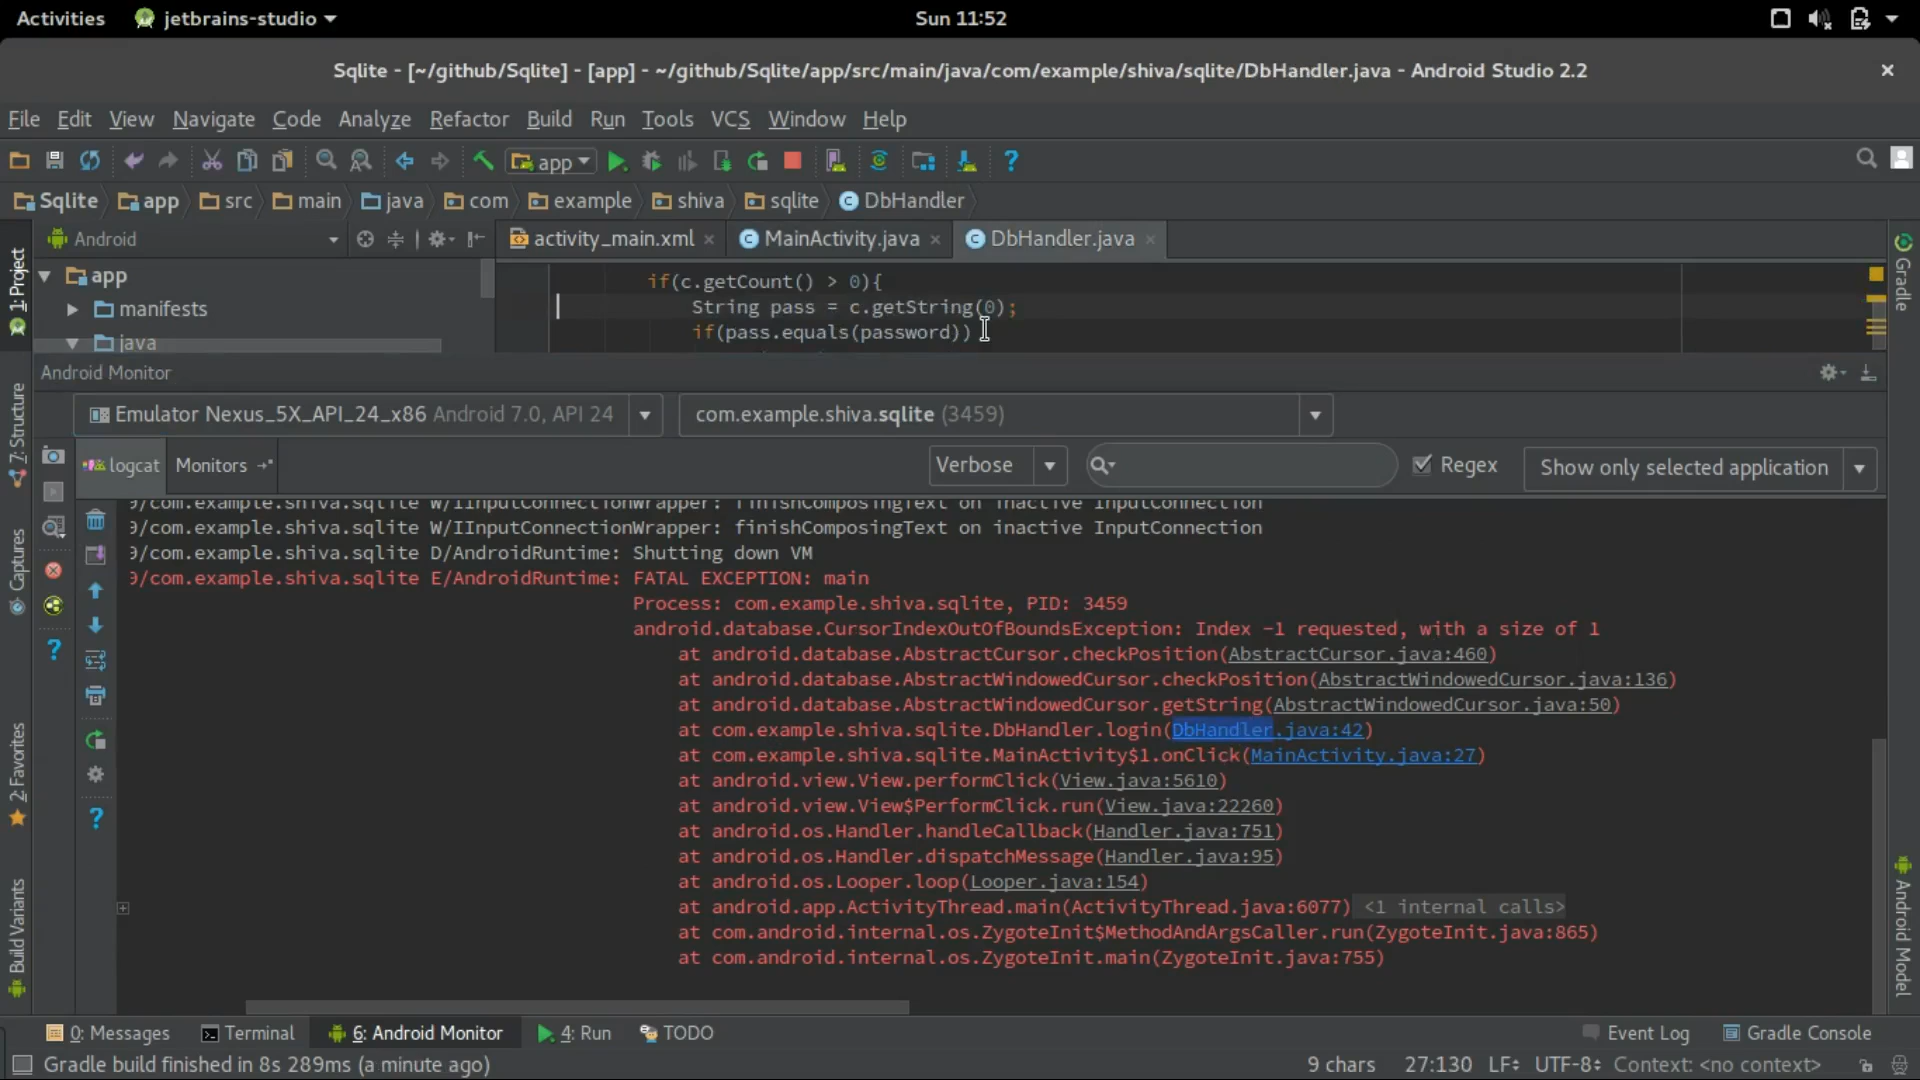 Activities jetbrains-studio Sun 11:52
Sqlite - [~/github/Sqlite] - [app] - ~/github/Sqlite/app/src/main/java/com/example/shiva/sqlite/DbHandler.java - Android Studio 2.2
File Edit View Navigate Code Analyze Refactor Build Run Tools VCS Window Help
app
Sqlite app src main java com example shiva sqlite DbHandler
Android activity_main.xml MainActivity.java DbHandler.java
app
manifests
java
if(c.getCount() > 0){
String pass = c.getString(0);
if(pass.equals(password))
Android Monitor
Emulator Nexus_5X_API_24_x86 Android 7.0, API 24 com.example.shiva.sqlite (3459)
logcat Monitors Verbose Regex Show only selected application
9/com.example.shiva.sqlite W/IInputConnectionWrapper: finishComposingText on inactive InputConnection
9/com.example.shiva.sqlite W/IInputConnectionWrapper: finishComposingText on inactive InputConnection
9/com.example.shiva.sqlite D/AndroidRuntime: Shutting down VM
9/com.example.shiva.sqlite E/AndroidRuntime: FATAL EXCEPTION: main
Process: com.example.shiva.sqlite, PID: 3459
android.database.CursorIndexOutOfBoundsException: Index -1 requested, with a size of 1
at android.database.AbstractCursor.checkPosition(AbstractCursor.java:460)
at android.database.AbstractWindowedCursor.checkPosition(AbstractWindowedCursor.java:136)
at android.database.AbstractWindowedCursor.getString(AbstractWindowedCursor.java:50)
at com.example.shiva.sqlite.DbHandler.login(DbHandler.java:42)
at com.example.shiva.sqlite.MainActivity$1.onClick(MainActivity.java:27)
at android.view.View.performClick(View.java:5610)
at android.view.View$PerformClick.run(View.java:22260)
at android.os.Handler.handleCallback(Handler.java:751)
at android.os.Handler.dispatchMessage(Handler.java:95)
at android.os.Looper.loop(Looper.java:154)
at android.app.ActivityThread.main(ActivityThread.java:6077) <1 internal calls>
at com.android.internal.os.ZygoteInit$MethodAndArgsCaller.run(ZygoteInit.java:865)
at com.android.internal.os.ZygoteInit.main(ZygoteInit.java:755)
1: Project
7: Structure
Captures
2: Favorites
Build Variants
Gradle
Android Model
0: Messages Terminal 6: Android Monitor 4: Run TODO Event Log Gradle Console
Gradle build finished in 8s 289ms (a minute ago) 9 chars 27:130 LF UTF-8 Context: <no context>